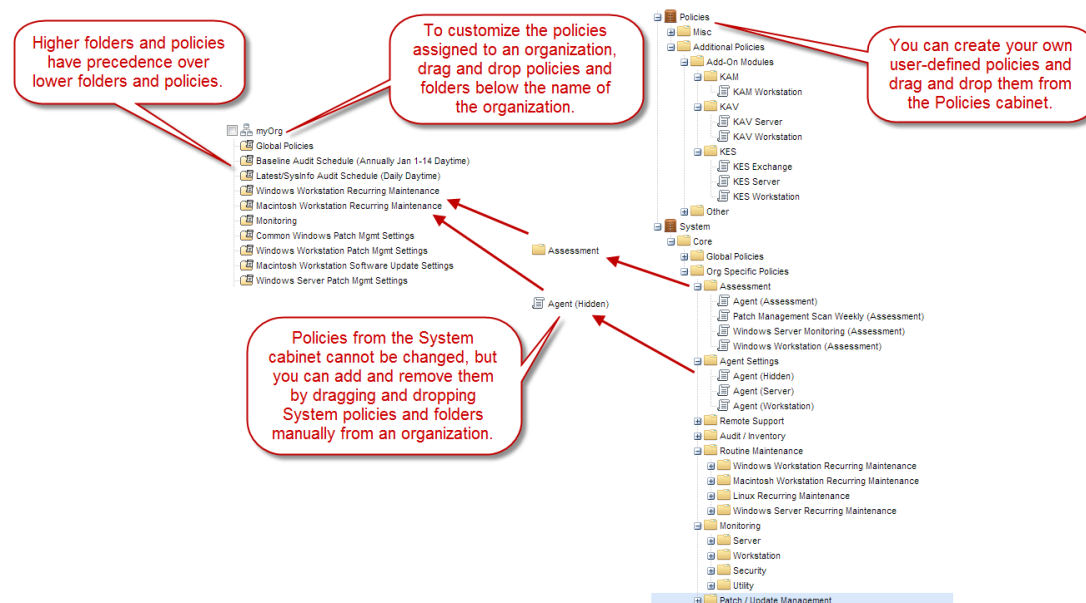 Higher folders and policies
have precedence over
lower folders and policies.
To customize the policies
assigned to an organization,
drag and drop policies and
folders below the name of
the organization.
You can create your own
user-defined policies and
drag and drop them from
the Policies cabinet.
myOrg
Global Policies
Baseline Audit Schedule (Annually Jan 1-14 Daytime)
Latest/SysInfo Audit Schedule (Daily Daytime)
Windows Workstation Recurring Maintenance
Macintosh Workstation Recurring Maintenance
Monitoring
Common Windows Patch Mgmt Settings
Windows Workstation Patch Mgmt Settings
Macintosh Workstation Software Update Settings
Windows Server Patch Mgmt Settings
Assessment
Agent (Hidden)
Policies from the System
cabinet cannot be changed, but
you can add and remove them
by dragging and dropping
System policies and folders
manually from an organization.
Policies
Misc
Additional Policies
Add-On Modules
KAM
KAM Workstation
KAV
KAV Server
KAV Workstation
KES
KES Exchange
KES Server
KES Workstation
Other
System
Core
Global Policies
Org Specific Policies
Assessment
Agent (Assessment)
Patch Management Scan Weekly (Assessment)
Windows Server Monitoring (Assessment)
Windows Workstation (Assessment)
Agent Settings
Agent (Hidden)
Agent (Server)
Agent (Workstation)
Remote Support
Audit / Inventory
Routine Maintenance
Windows Workstation Recurring Maintenance
Macintosh Workstation Recurring Maintenance
Linux Recurring Maintenance
Windows Server Recurring Maintenance
Monitoring
Server
Workstation
Security
Utility
Patch / Update Management